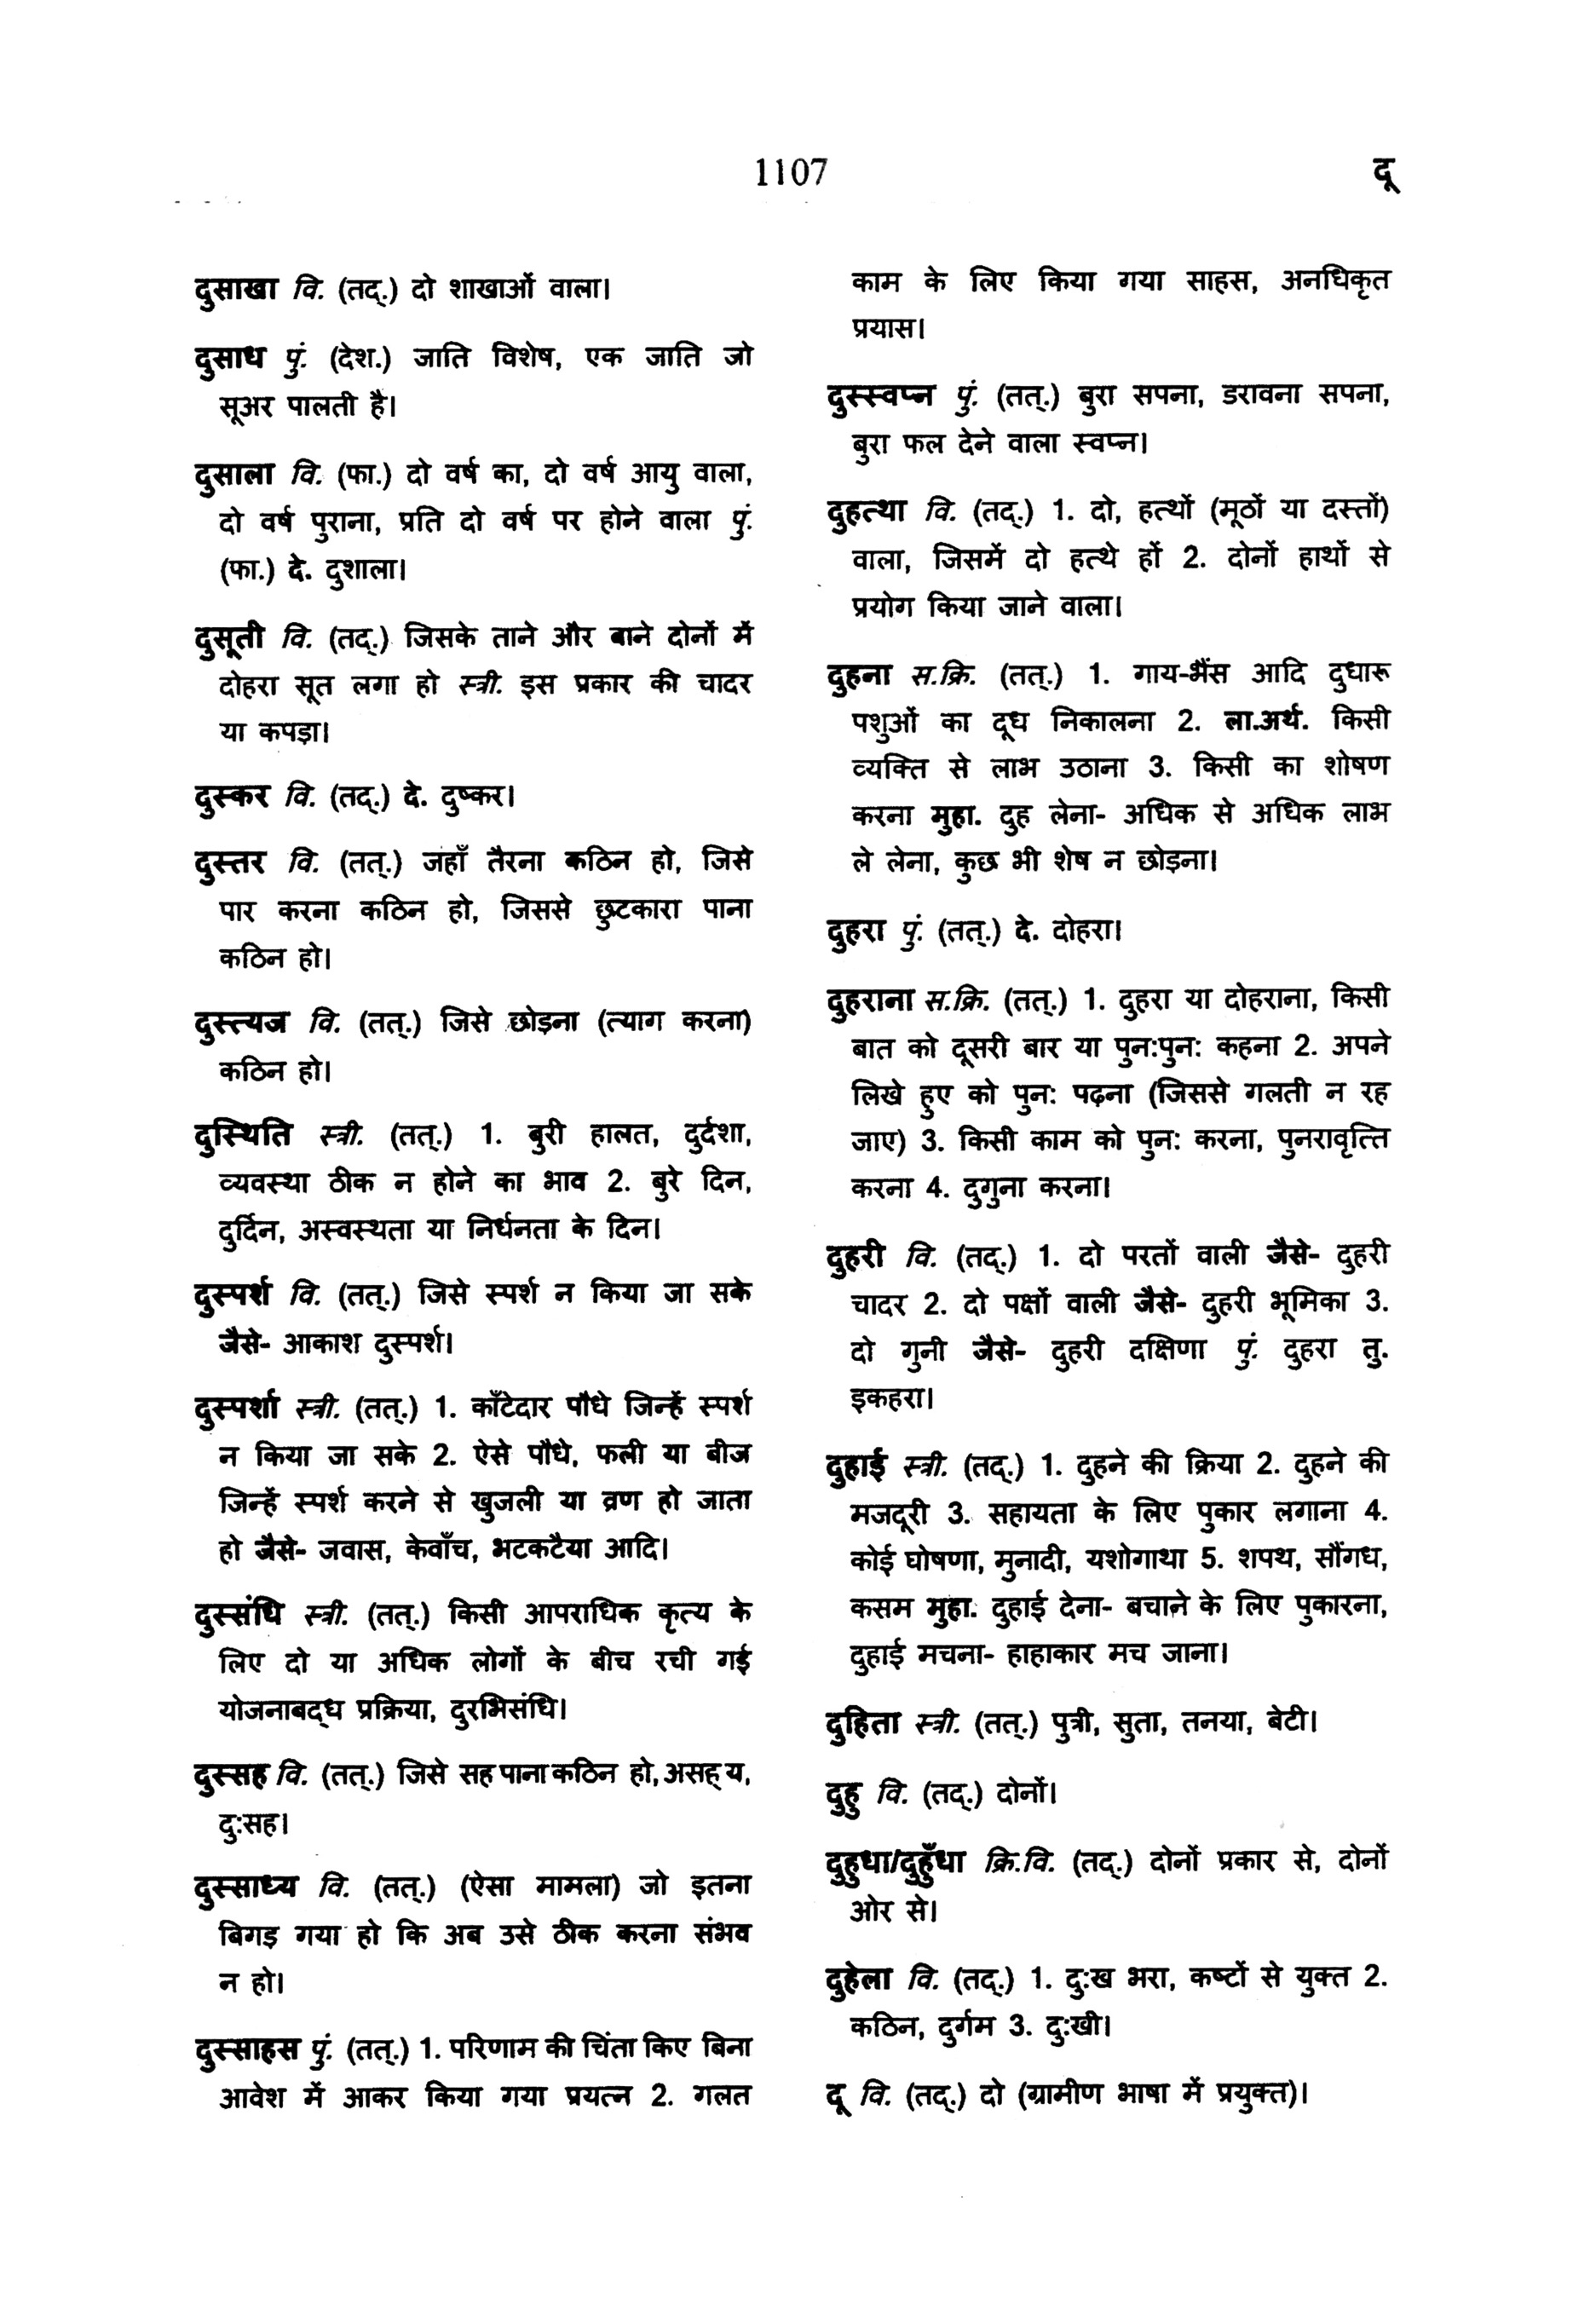 1107
दू
दुसाखा वि. (तद्.) दो शाखाओं वाला।
दुसाध पुं. (देश.) जाति विशेष, एक जाति जो
सूअर पालती है।
दुसाला वि. (फा.) दो वर्ष का, दो वर्ष आयु वाला,
दो वर्ष पुराना, प्रति दो वर्ष पर होने वाला पुं.
(फा.) दे. दुशाला।
दुसूती वि. (तद्.) जिसके ताने और बाने दोनों में
दोहरा सूत लगा हो स्त्री. इस प्रकार की चादर
या कपड़ा।
दुस्कर वि. (तद्.) दे. दुष्कर।
दुस्तर वि. (तत्.) जहाँ तैरना कठिन हो, जिसे
पार करना कठिन हो, जिससे छुटकारा पाना
कठिन हो।
दुस्त्यज वि. (तत्.) जिसे छोड़ना (त्याग करना)
कठिन हो।
दुस्थिति स्त्री. (तत्.) 1. बुरी हालत, दुर्दशा,
व्यवस्था ठीक न होने का भाव 2. बुरे दिन,
दुर्दिन, अस्वस्थता या निर्धनता के दिन।
दुस्पर्श वि. (तत्.) जिसे स्पर्श न किया जा सके
जैसे- आकाश दुस्पर्श।
दुस्पर्शा स्त्री. (तत्.) 1. काँटेदार पौधे जिन्हें स्पर्श
न किया जा सके 2. ऐसे पौधे, फली या बीज
जिन्हें स्पर्श करने से खुजली या व्रण हो जाता
हो जैसे- जवास, केवाँच, भटकटैया आदि।
दुस्संधि स्त्री. (तत्.) किसी आपराधिक कृत्य के
लिए दो या अधिक लोगों के बीच रची गई
योजनाबद्ध प्रक्रिया, दुरभिसंधि।
दुस्सह वि. (तत्.) जिसे सह पाना कठिन हो, असह्य,
दु:सह।
दुस्साध्य वि. (तत्.) (ऐसा मामला) जो इतना
बिगड़ गया हो कि अब उसे ठीक करना संभव
न हो।
दुस्साहस पुं. (तत्.) 1. परिणाम की चिंता किए बिना
आवेश में आकर किया गया प्रयत्न 2. गलत
काम के लिए किया गया साहस, अनधिकृत
प्रयास।
दुस्स्वप्न पुं. (तत्.) बुरा सपना, डरावना सपना,
बुरा फल देने वाला स्वप्न।
दुहत्था वि. (तद्.) 1. दो, हत्थों (मूठों या दस्तों)
वाला, जिसमें दो हत्थे हों 2. दोनों हाथों से
प्रयोग किया जाने वाला।
दुहना स.क्रि. (तत्.) 1. गाय-भैंस आदि दुधारू
पशुओं का दूध निकालना 2. ला.अर्थ. किसी
व्यक्ति से लाभ उठाना 3. किसी का शोषण
करना मुहा. दुह लेना- अधिक से अधिक लाभ
ले लेना, कुछ भी शेष न छोड़ना।
दुहरा पुं. (तत्.) दे. दोहरा।
दुहराना स.क्रि. (तत्.) 1. दुहरा या दोहराना, किसी
बात को दूसरी बार या पुन:पुन: कहना 2. अपने
लिखे हुए को पुन: पढ़ना (जिससे गलती न रह
जाए) 3. किसी काम को पुन: करना, पुनरावृत्ति
करना 4. दुगुना करना।
दुहरी वि. (तद्.) 1. दो परतों वाली जैसे- दुहरी
चादर 2. दो पक्षों वाली जैसे- दुहरी भूमिका 3.
दो गुनी जैसे- दुहरी दक्षिणा पुं. दुहरा तु.
इकहरा।
दुहाई स्त्री. (तद्.) 1. दुहने की क्रिया 2. दुहने की
मजदूरी 3. सहायता के लिए पुकार लगाना 4.
कोई घोषणा, मुनादी, यशोगाथा 5. शपथ, सौंगध,
कसम मुहा. दुहाई देना- बचाने के लिए पुकारना,
दुहाई मचना- हाहाकार मच जाना।
दुहिता स्त्री. (तत्.) पुत्री, सुता, तनया, बेटी।
दुहु वि. (तद्.) दोनों।
दुहुधा/दुहुँधा क्रि.वि. (तद्.) दोनों प्रकार से, दोनों
ओर से।
दुहेला वि. (तद्.) 1. दु:ख भरा, कष्टों से युक्त 2.
कठिन, दुर्गम 3. दु:खी।
दू वि. (तद्.) दो (ग्रामीण भाषा में प्रयुक्त)।